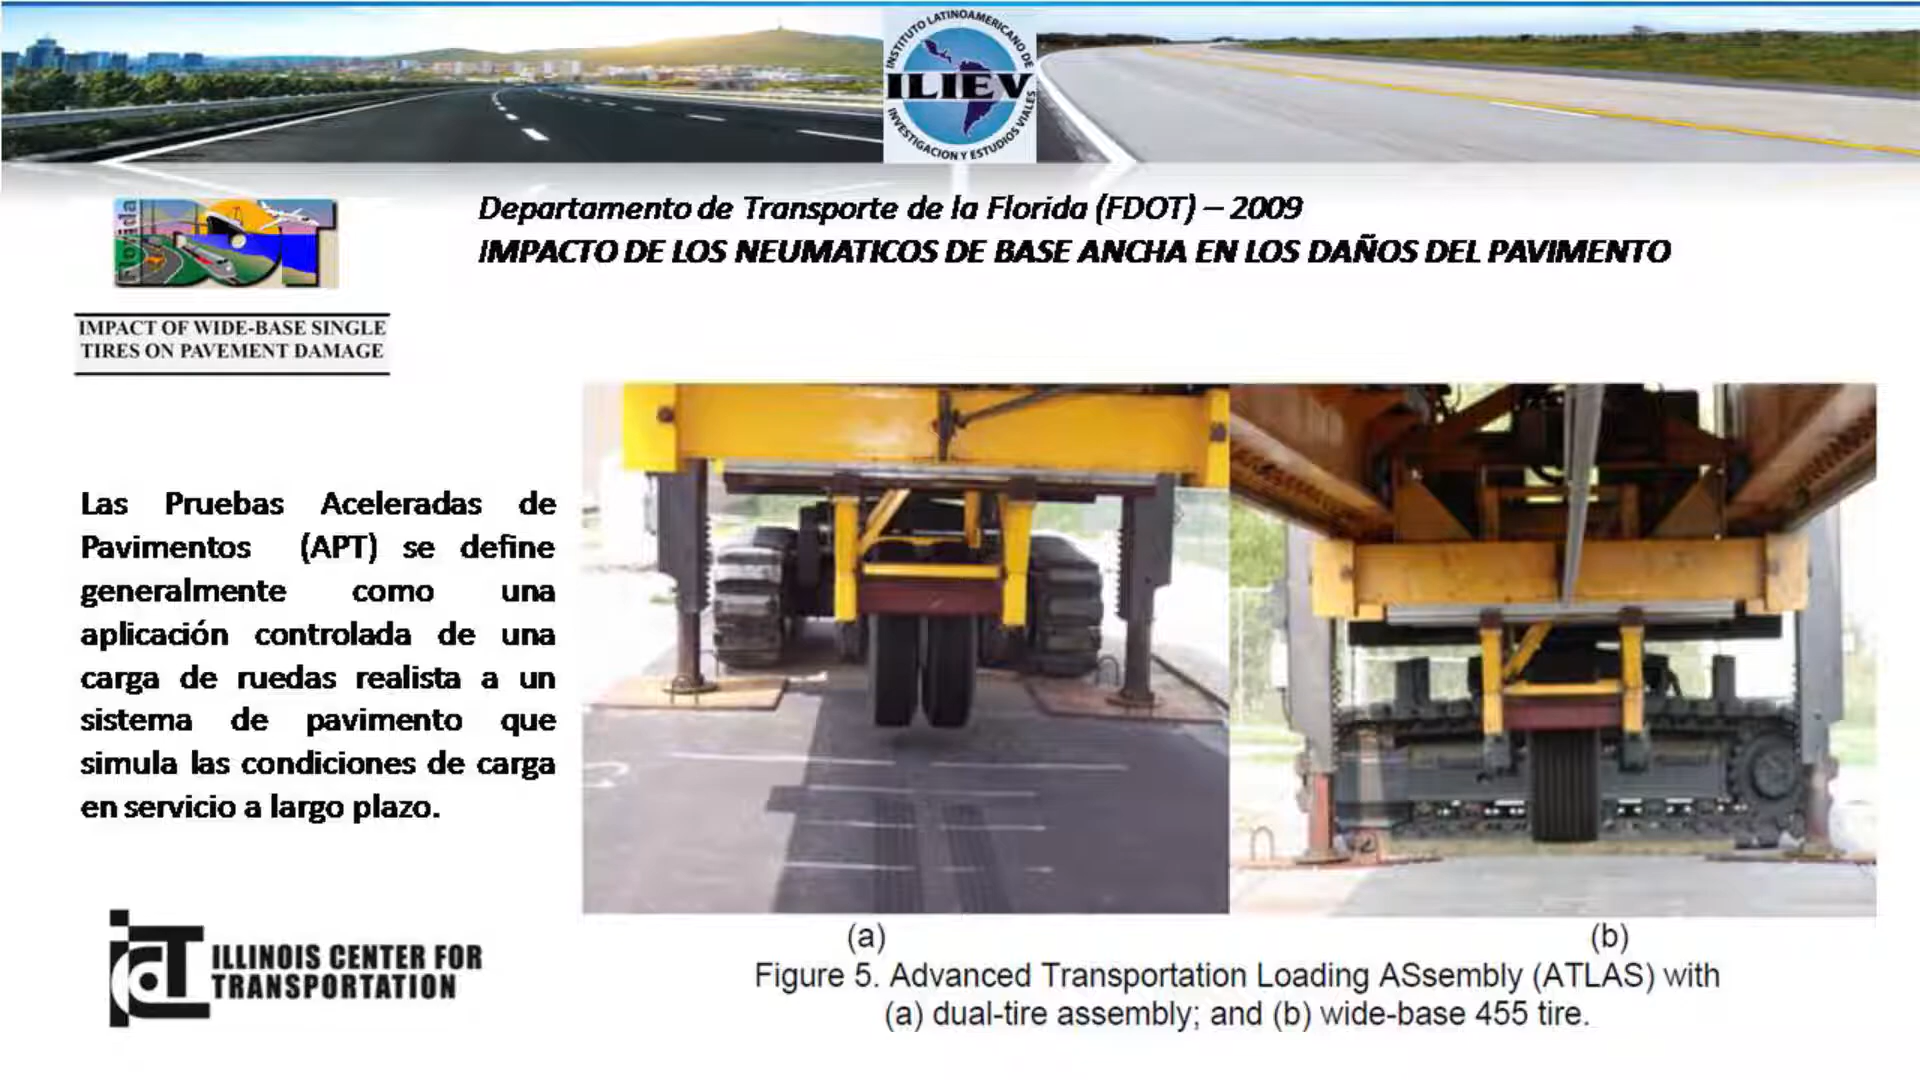 INSTITUTO LATINOAMERICANO DE
ILIEV
INVESTIGACION Y ESTUDIOS VIALES
Florida
DOT
Departamento de Transporte de la Florida (FDOT) – 2009
IMPACTO DE LOS NEUMATICOS DE BASE ANCHA EN LOS DAÑOS DEL PAVIMENTO
IMPACT OF WIDE-BASE SINGLE
TIRES ON PAVEMENT DAMAGE
Las Pruebas Aceleradas de
Pavimentos (APT) se define
generalmente como una
aplicación controlada de una
carga de ruedas realista a un
sistema de pavimento que
simula las condiciones de carga
en servicio a largo plazo.
(a)
(b)
Figure 5. Advanced Transportation Loading ASsembly (ATLAS) with
(a) dual-tire assembly; and (b) wide-base 455 tire.
ICT
ILLINOIS CENTER FOR
TRANSPORTATION